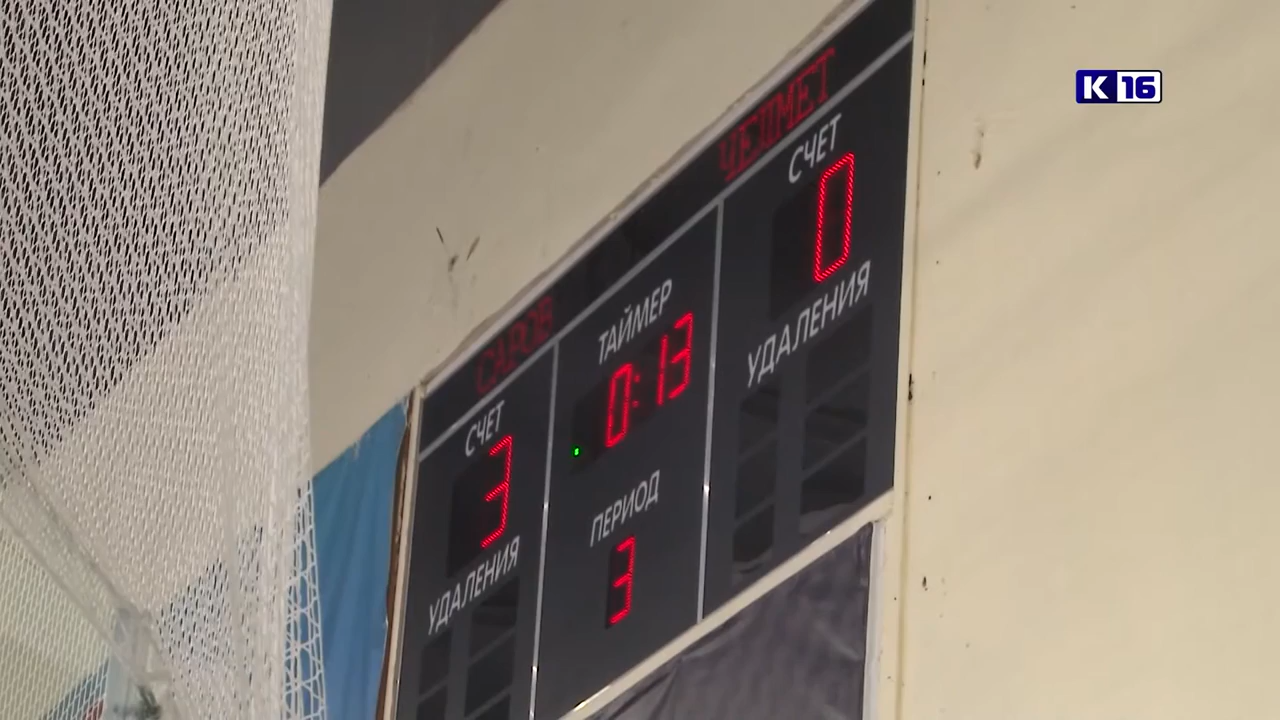 K 16
САРОВ
ЧЕЛМЕТ
СЧЕТ
3
УДАЛЕНИЯ
ТАЙМЕР
0:13
ПЕРИОД
3
СЧЕТ
0
УДАЛЕНИЯ